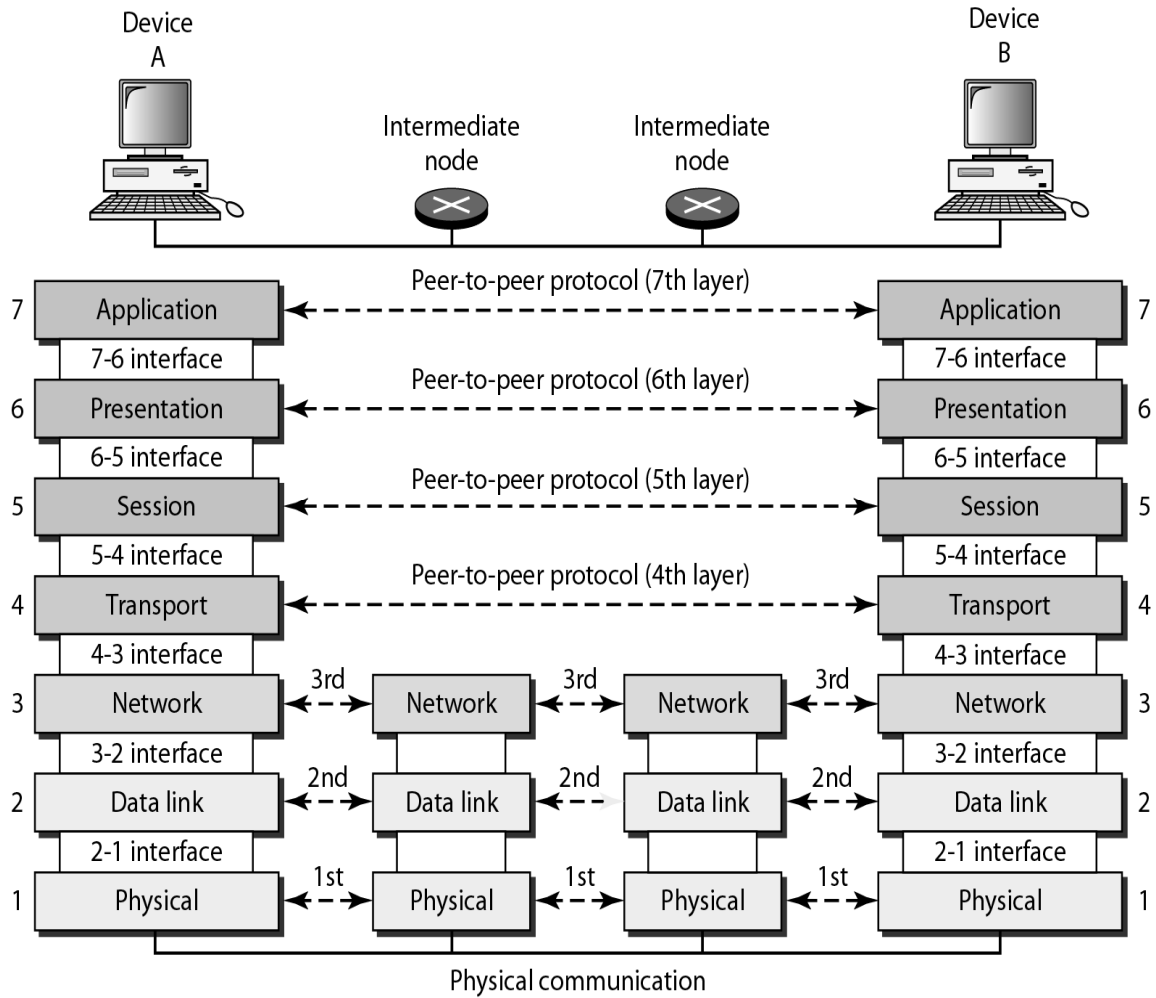 Device
A
Device
B
Intermediate
node
Intermediate
node
Peer-to-peer protocol (7th layer)
7 Application Application 7
7-6 interface 7-6 interface
Peer-to-peer protocol (6th layer)
6 Presentation Presentation 6
6-5 interface 6-5 interface
Peer-to-peer protocol (5th layer)
5 Session Session 5
5-4 interface 5-4 interface
Peer-to-peer protocol (4th layer)
4 Transport Transport 4
4-3 interface 4-3 interface
3rd 3rd 3rd
3 Network Network Network Network 3
3-2 interface 3-2 interface
2nd 2nd 2nd
2 Data link Data link Data link Data link 2
2-1 interface 2-1 interface
1st 1st 1st
1 Physical Physical Physical Physical 1
Physical communication